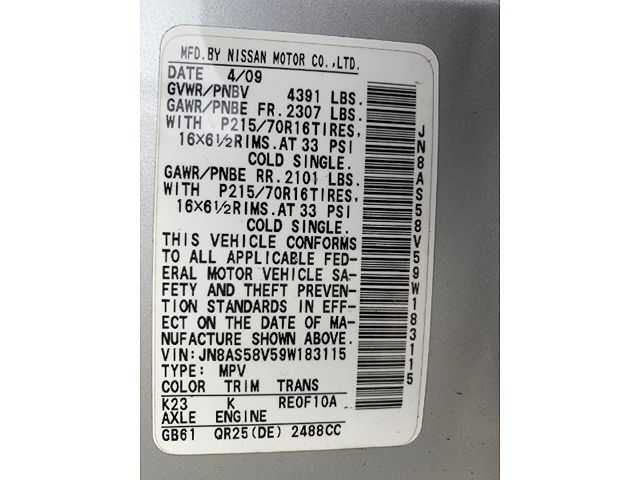 MFD.BY NISSAN MOTOR CO.,LTD.
DATE 4/09
GVWR/PNBV 4391 LBS.
GAWR/PNBE FR.2307 LBS.
WITH P215/70R16TIRES,
16×6½RIMS.AT 33 PSI
COLD SINGLE.
GAWR/PNBE RR.2101 LBS.
WITH P215/70R16TIRES,
16×6½RIMS.AT 33 PSI
COLD SINGLE.
THIS VEHICLE CONFORMS
TO ALL APPLICABLE FED-
ERAL MOTOR VEHICLE SA-
FETY AND THEFT PREVEN-
TION STANDARDS IN EFF-
ECT ON THE DATE OF MA-
NUFACTURE SHOWN ABOVE.
VIN:JN8AS58V59W183115
TYPE: MPV
COLOR TRIM TRANS
K23 K RE0F10A
AXLE ENGINE
GB61 QR25(DE) 2488CC
JN8AS58V59W183115